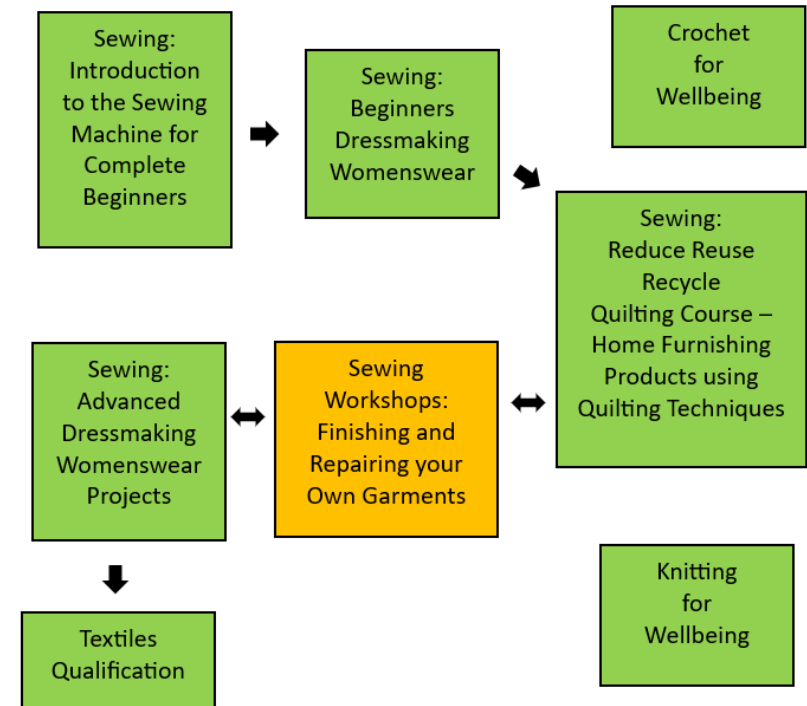 Sewing:
Introduction
to the Sewing
Machine for
Complete
Beginners
Sewing:
Beginners
Dressmaking
Womenswear
Crochet
for
Wellbeing
Sewing:
Reduce Reuse
Recycle
Quilting Course –
Home Furnishing
Products using
Quilting Techniques
Sewing
Workshops:
Finishing and
Repairing your
Own Garments
Sewing:
Advanced
Dressmaking
Womenswear
Projects
Textiles
Qualification
Knitting
for
Wellbeing